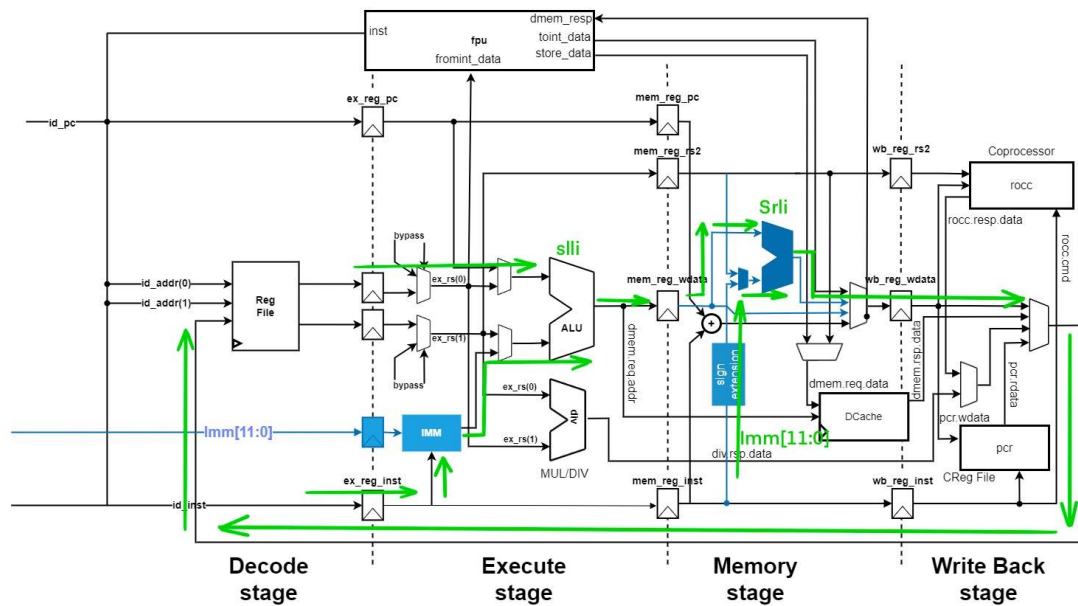 dmem_resp
inst
toint_data
fpu
store_data
fromint_data
ex_reg_pc
mem_reg_pc
id_pc
mem_reg_rs2
wb_reg_rs2
Coprocessor
rocc
rocc.resp.data
Srli
slli
bypass
ex_rs(0)
mem_reg_wdata
wb_reg_wdata
rocc.cmd
id_addr(0)
id_addr(1)
Reg
File
ALU
ex_rs(1)
bypass
dmem.req.addr
sign
extension
dmem.req.data
dmem.rsp.data
pcr.rdata
ex_rs(0)
div
DCache
Imm[11:0]
IMM
ex_rs(1)
Imm[11:0]
pcr.wdata
div.rsp.data
pcr
MUL/DIV
CReg File
ex_reg_inst
mem_reg_inst
wb_reg_inst
id_inst
Decode
stage
Execute
stage
Memory
stage
Write Back
stage